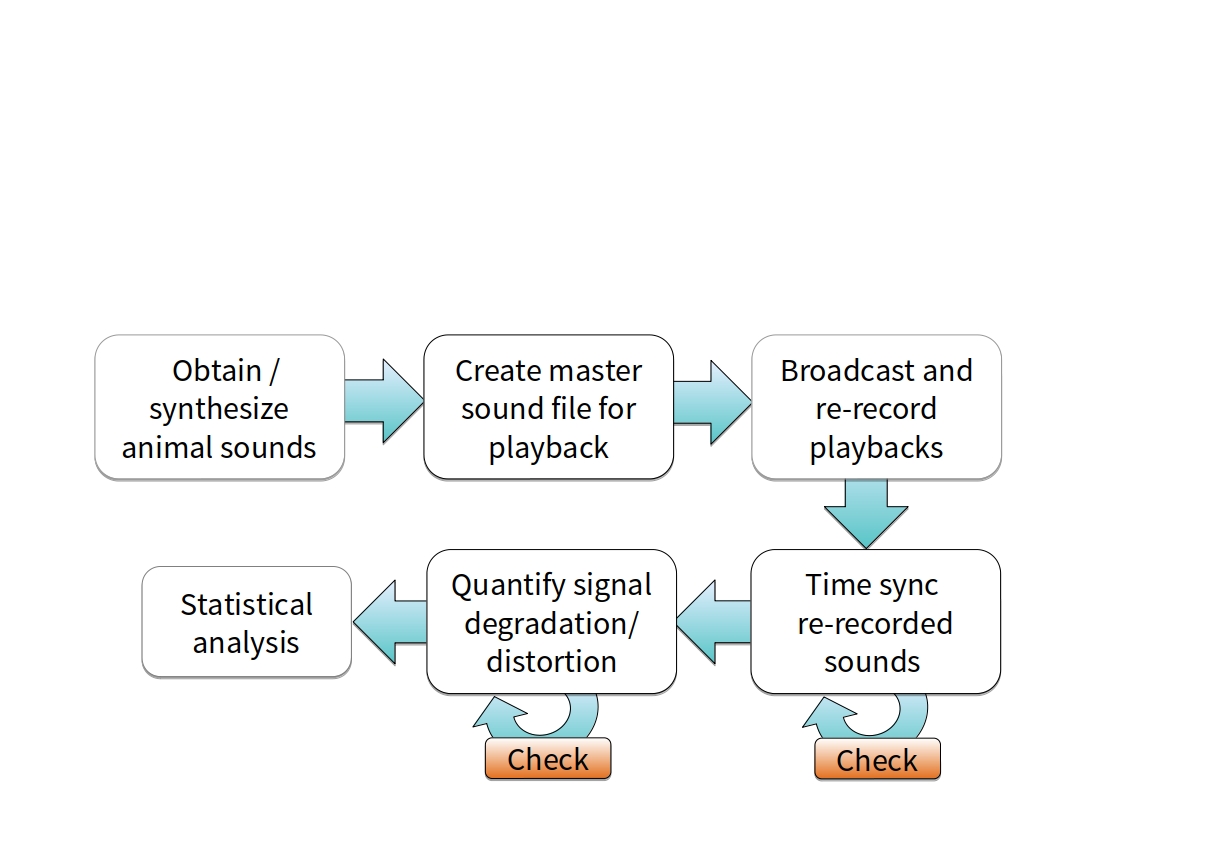 Obtain /
synthesize
animal sounds
Create master
sound file for
playback
Broadcast and
re-record
playbacks
Time sync
re-recorded
sounds
Quantify signal
degradation/
distortion
Statistical
analysis
Check
Check